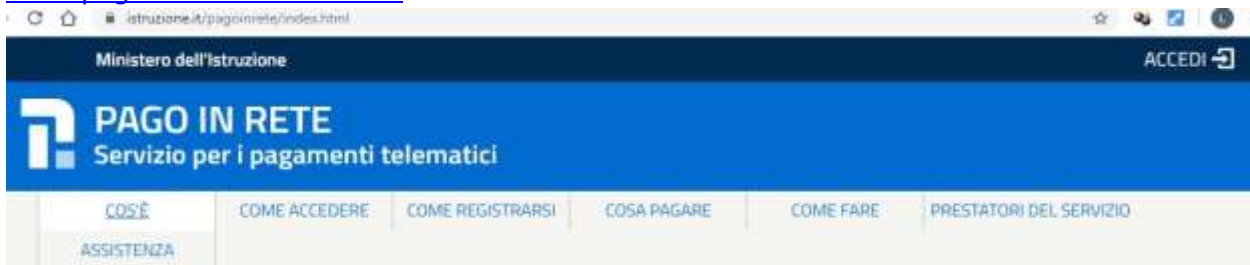 istruzione.it/pagoinrete/index.html
Ministero dell'Istruzione
ACCEDI
PAGO IN RETE
Servizio per i pagamenti telematici
COS'È
COME ACCEDERE
COME REGISTRARSI
COSA PAGARE
COME FARE
PRESTATORI DEL SERVIZIO
ASSISTENZA